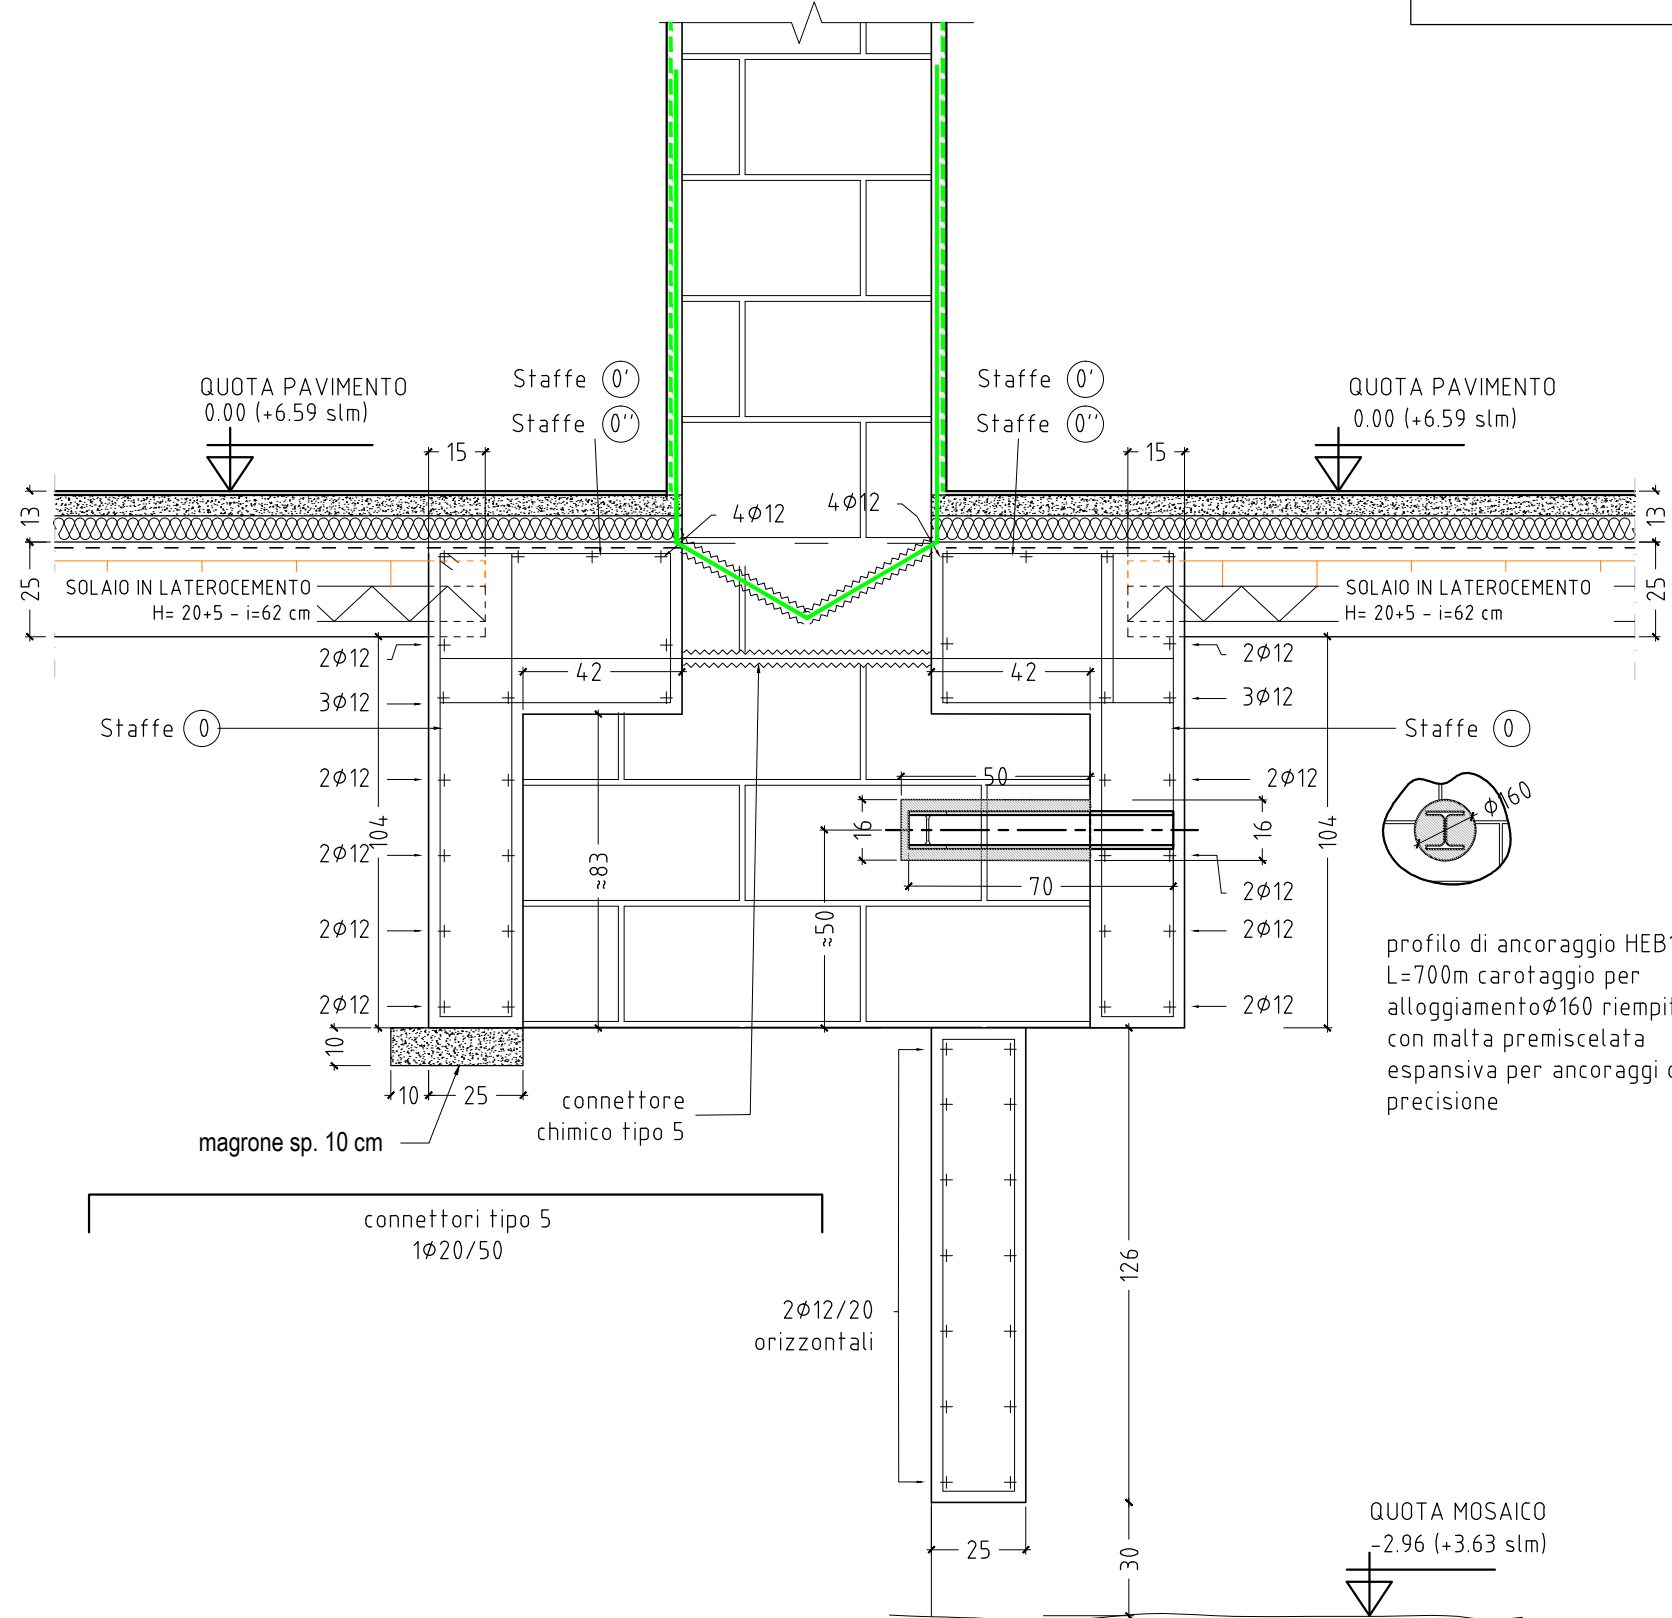 Staffe 0'
Staffe 0''
Staffe 0'
Staffe 0''
QUOTA PAVIMENTO
0.00 (+6.59 slm)
QUOTA PAVIMENTO
0.00 (+6.59 slm)
15
15
4ϕ12
4ϕ12
13
25
13
25
SOLAIO IN LATEROCEMENTO
H= 20+5 – i=62 cm
SOLAIO IN LATEROCEMENTO
H= 20+5 – i=62 cm
2ϕ12
3ϕ12
42
42
2ϕ12
3ϕ12
Staffe 0
Staffe 0
2ϕ12
2ϕ12
50
ϕ160
104
≈83
16
16
104
2ϕ12
70
2ϕ12
≈50
2ϕ12
2ϕ12
2ϕ12
2ϕ12
profilo di ancoraggio
L=700m carotaggio per
alloggiamentoϕ160
con malta premiscelata
espansiva per ancoraggi
precisione
10
10
25
connettore
chimico tipo 5
magrone sp. 10 cm
connettori tipo 5
1ϕ20/50
126
2ϕ12/20
orizzontali
25
30
QUOTA MOSAICO
-2.96 (+3.63 slm)